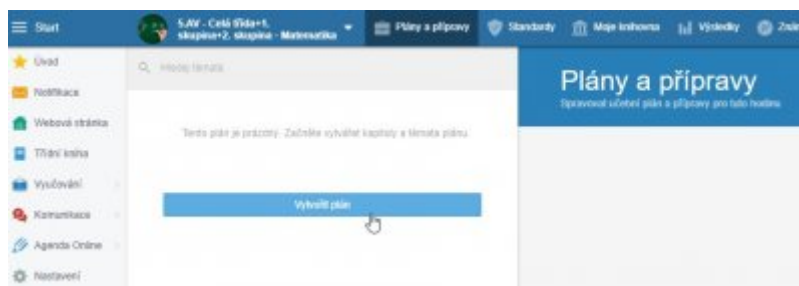 Start
5.AV - Celá třída+1.
skupina+2. skupina - Matematika
Plány a přípravy
Standardy
Moje knihovna
Výsledky
Úvod
Notifikace
Webová stránka
Třídní kniha
Vyučování
Komunikace
Agenda Online
Nastavení
Hledej témata
Tento plán je prázdný. Začněte vytvářet kapitoly a témata plánu.
Vytvořit plán
Plány a přípravy
Spravovat učební plán a přípravy pro tuto hodinu